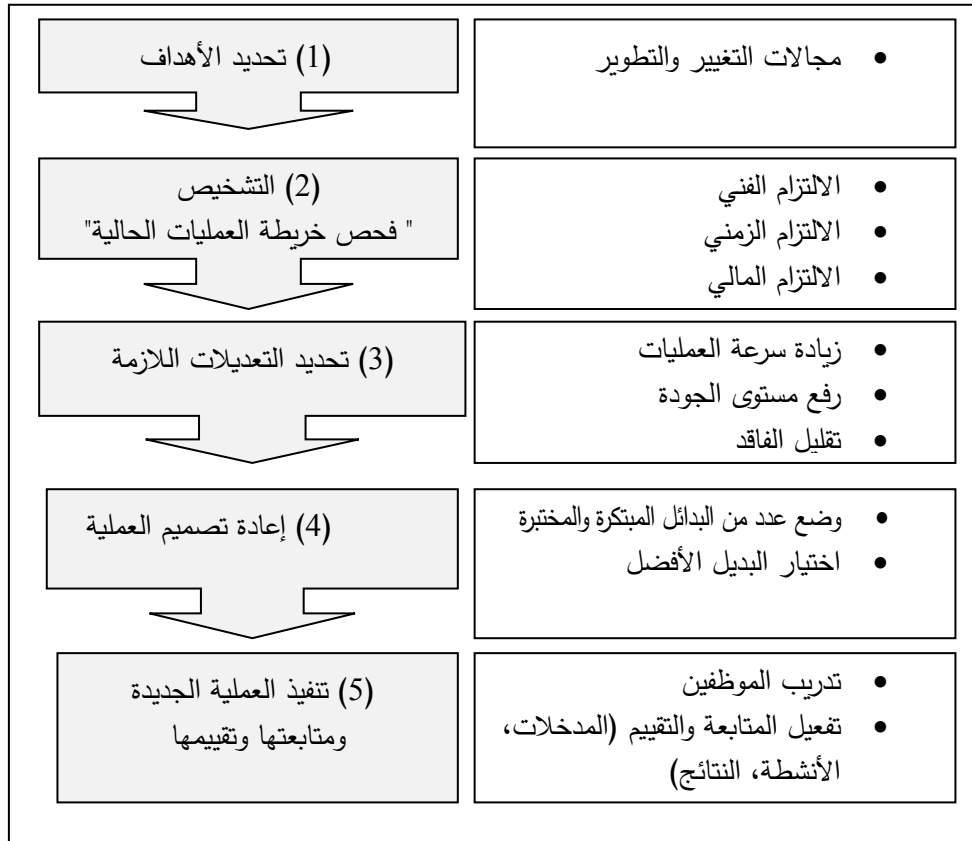 (1) تحديد الأهداف
• مجالات التغيير والتطوير
(2) التشخيص
" فحص خريطة العمليات الحالية"
• الالتزام الفني
• الالتزام الزمني
• الالتزام المالي
(3) تحديد التعديلات اللازمة
• زيادة سرعة العمليات
• رفع مستوى الجودة
• تقليل الفاقد
(4) إعادة تصميم العملية
• وضع عدد من البدائل المبتكرة والمختبرة
• اختيار البديل الأفضل
(5) تنفيذ العملية الجديدة
ومتابعتها وتقييمها
• تدريب الموظفين
• تفعيل المتابعة والتقييم (المدخلات،
الأنشطة، النتائج)